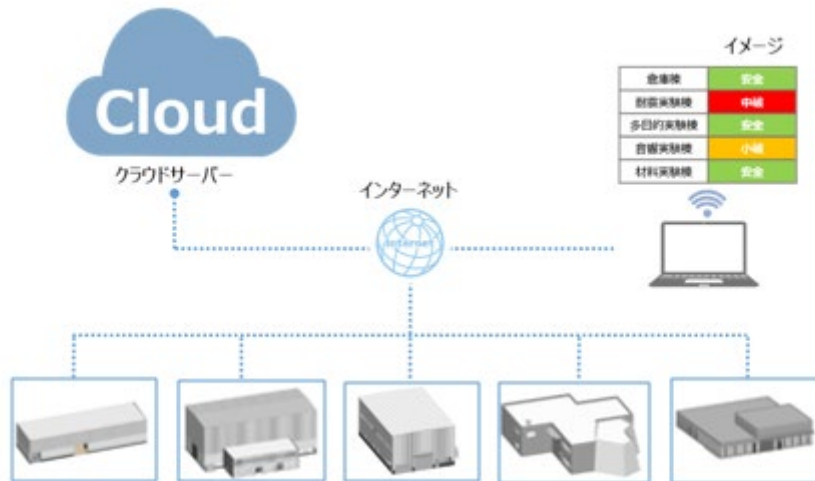 イメージ
Cloud
クラウドサーバー
倉庫棟 安全
耐震実験棟 中破
多目的実験棟 安全
音響実験棟 小破
材料実験棟 安全
インターネット
internet